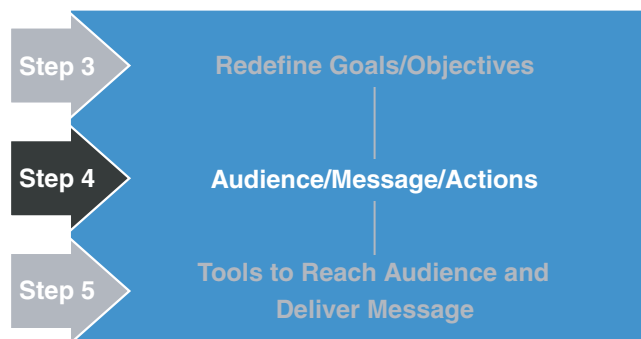 Step 3
Redefine Goals/Objectives
Step 4
Audience/Message/Actions
Step 5
Tools to Reach Audience and
Deliver Message